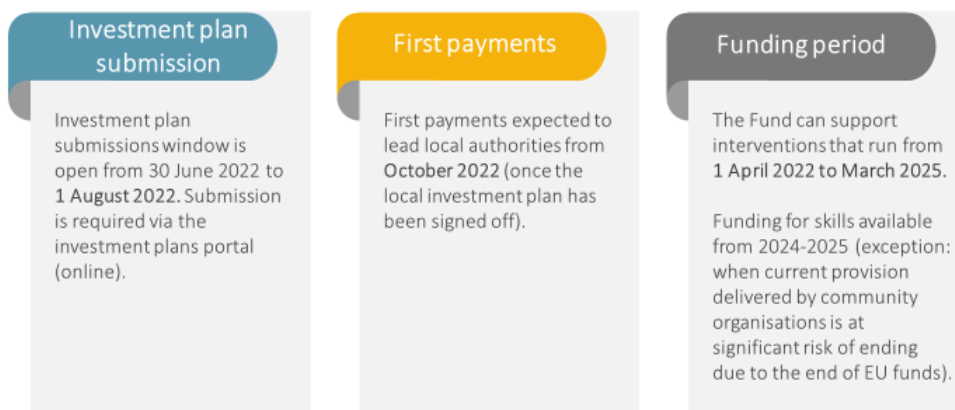 Investment plan
submission
Investment plan
submissions window is
open from 30 June 2022 to
1 August 2022. Submission
is required via the
investment plans portal
(online).
First payments
First payments expected to
lead local authorities from
October 2022 (once the
local investment plan has
been signed off).
Funding period
The Fund can support
interventions that run from
1 April 2022 to March 2025.
Funding for skills available
from 2024-2025 (exception:
when current provision
delivered by community
organisations is at
significant risk of ending
due to the end of EU funds).